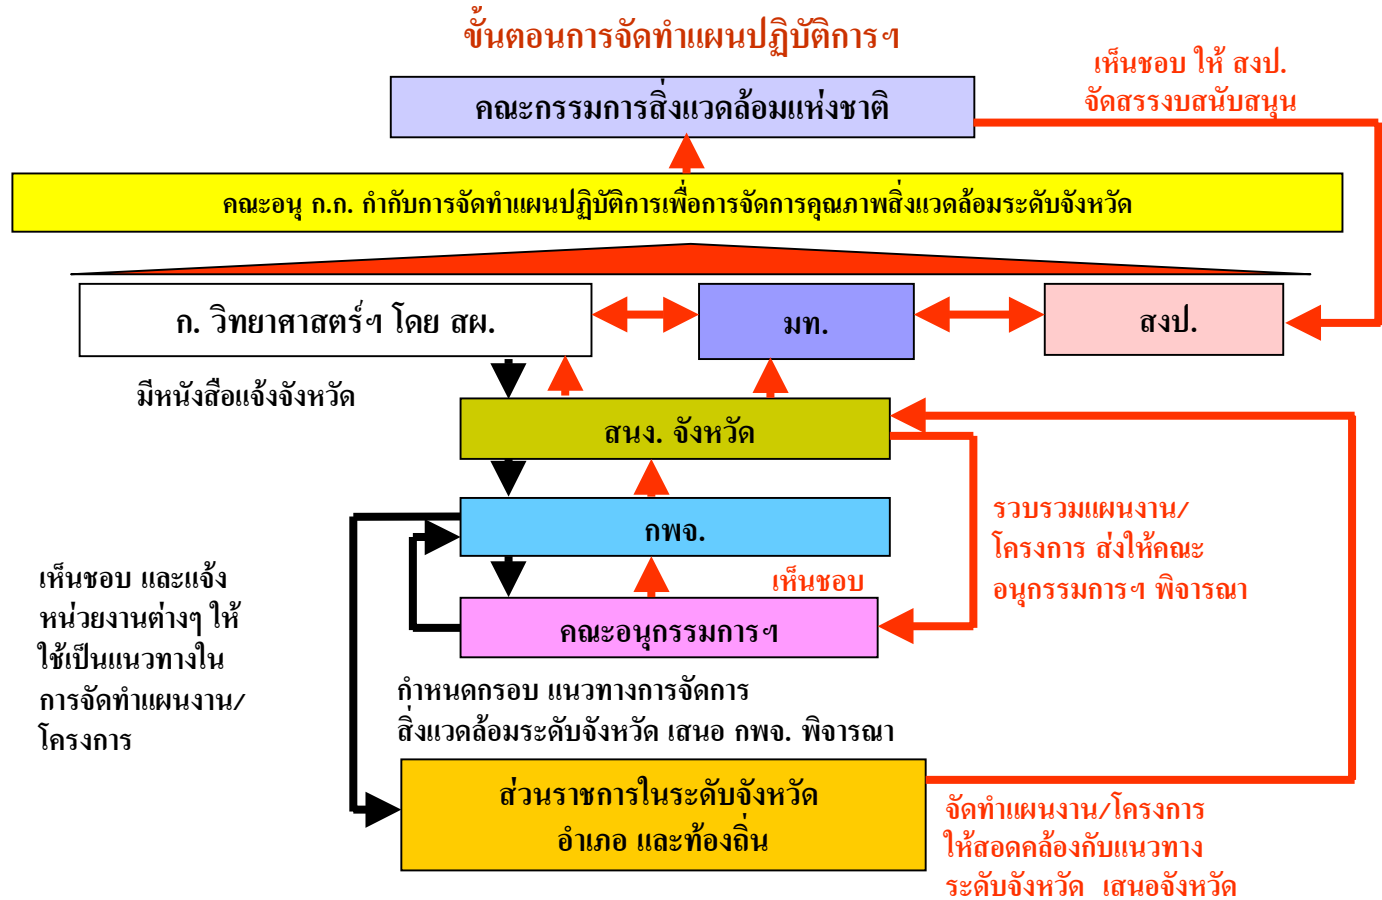 ขั้นตอนการจัดทำแผนปฏิบัติการฯ
เห็นชอบ ให้ สงป.
จัดสรรงบสนับสนุน
คณะกรรมการสิ่งแวดล้อมแห่งชาติ
คณะอนุ ก.ก. กำกับการจัดทำแผนปฏิบัติการเพื่อการจัดการคุณภาพสิ่งแวดล้อมระดับจังหวัด
ก. วิทยาศาสตร์ฯ โดย สผ.
มท.
สงป.
มีหนังสือแจ้งจังหวัด
สนง. จังหวัด
กพจ.
รวบรวมแผนงาน/
โครงการ ส่งให้คณะ
อนุกรรมการฯ พิจารณา
เห็นชอบ
เห็นชอบ และแจ้ง
หน่วยงานต่างๆ ให้
ใช้เป็นแนวทางใน
การจัดทำแผนงาน/
โครงการ
คณะอนุกรรมการฯ
กำหนดกรอบ แนวทางการจัดการ
สิ่งแวดล้อมระดับจังหวัด เสนอ กพจ. พิจารณา
ส่วนราชการในระดับจังหวัด
อำเภอ และท้องถิ่น
จัดทำแผนงาน/โครงการ
ให้สอดคล้องกับแนวทาง
ระดับจังหวัด เสนอจังหวัด